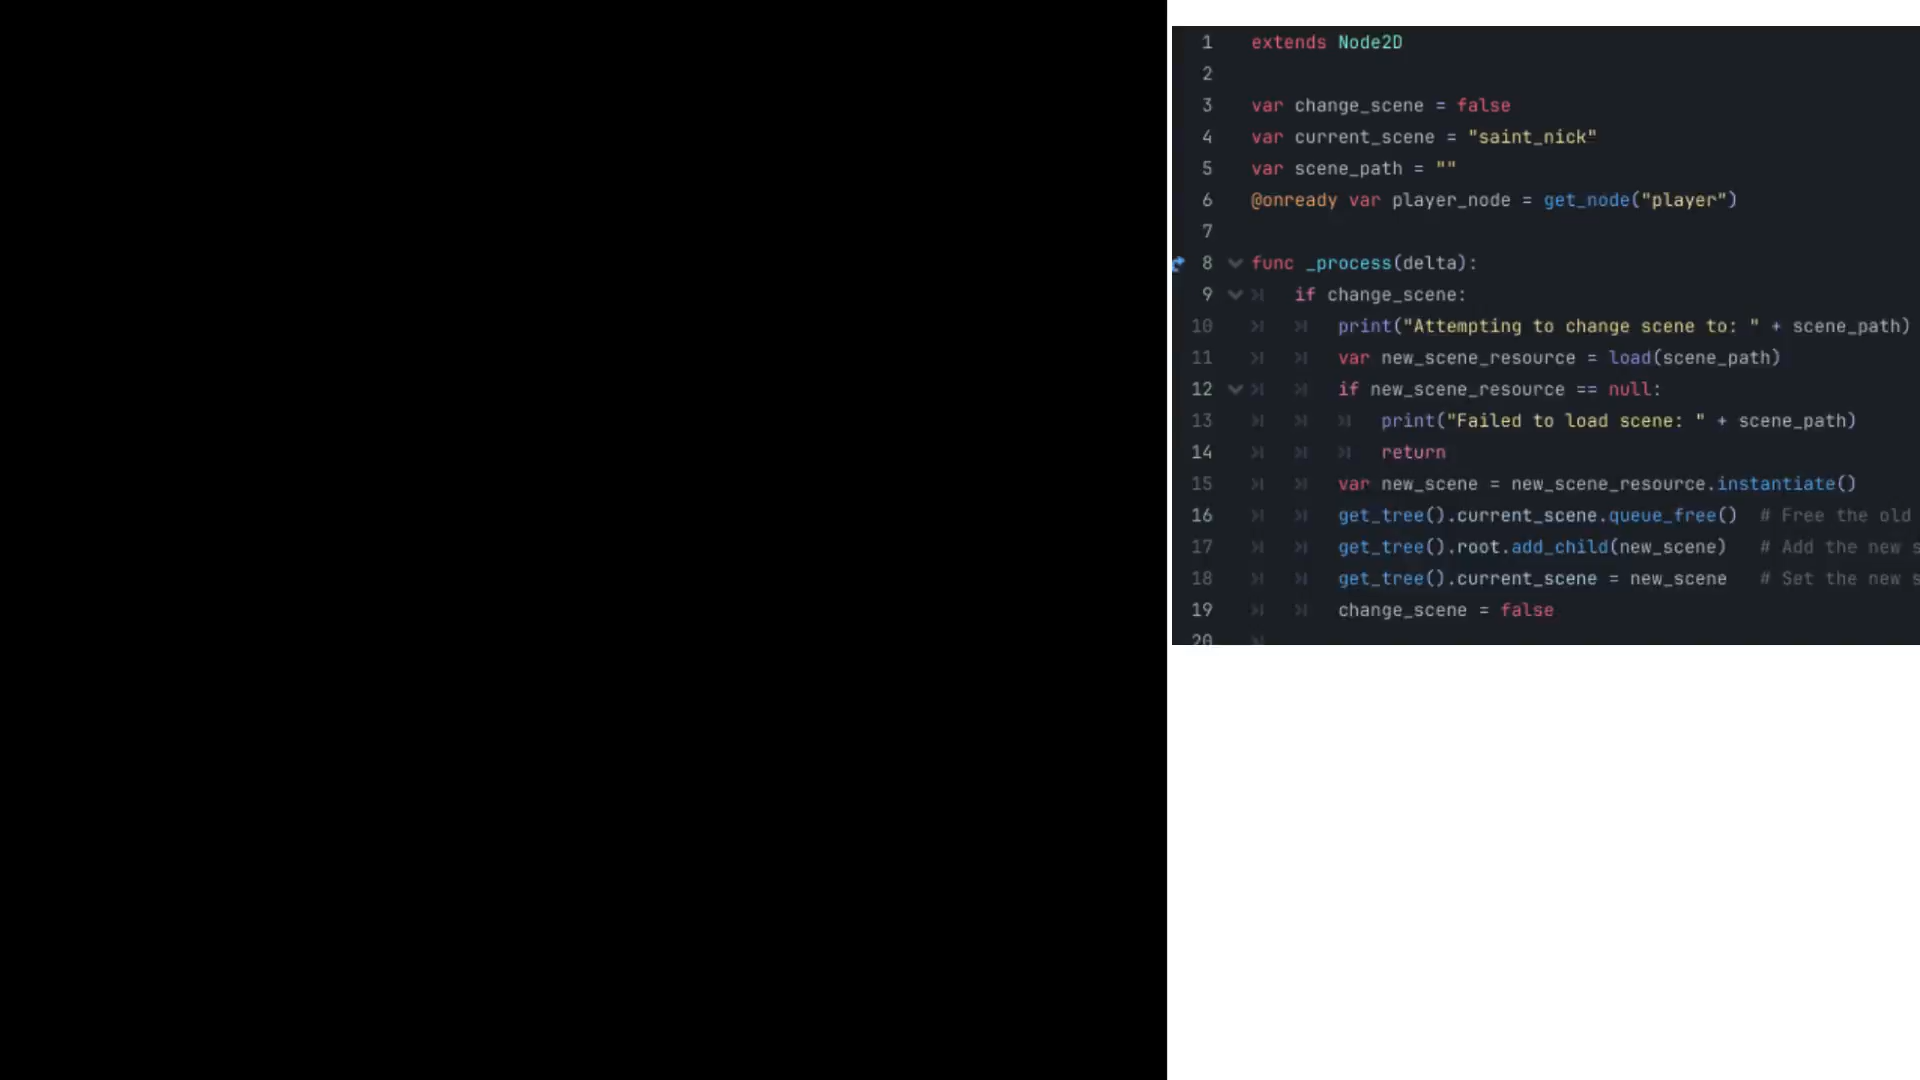 1 extends Node2D
2
3 var change_scene = false
4 var current_scene = "saint_nick"
5 var scene_path = ""
6 @onready var player_node = get_node("player")
7
8 func _process(delta):
9 if change_scene:
10 print("Attempting to change scene to: " + scene_path)
11 var new_scene_resource = load(scene_path)
12 if new_scene_resource == null:
13 print("Failed to load scene: " + scene_path)
14 return
15 var new_scene = new_scene_resource.instantiate()
16 get_tree().current_scene.queue_free() # Free the old
17 get_tree().root.add_child(new_scene) # Add the new s
18 get_tree().current_scene = new_scene # Set the new s
19 change_scene = false
20